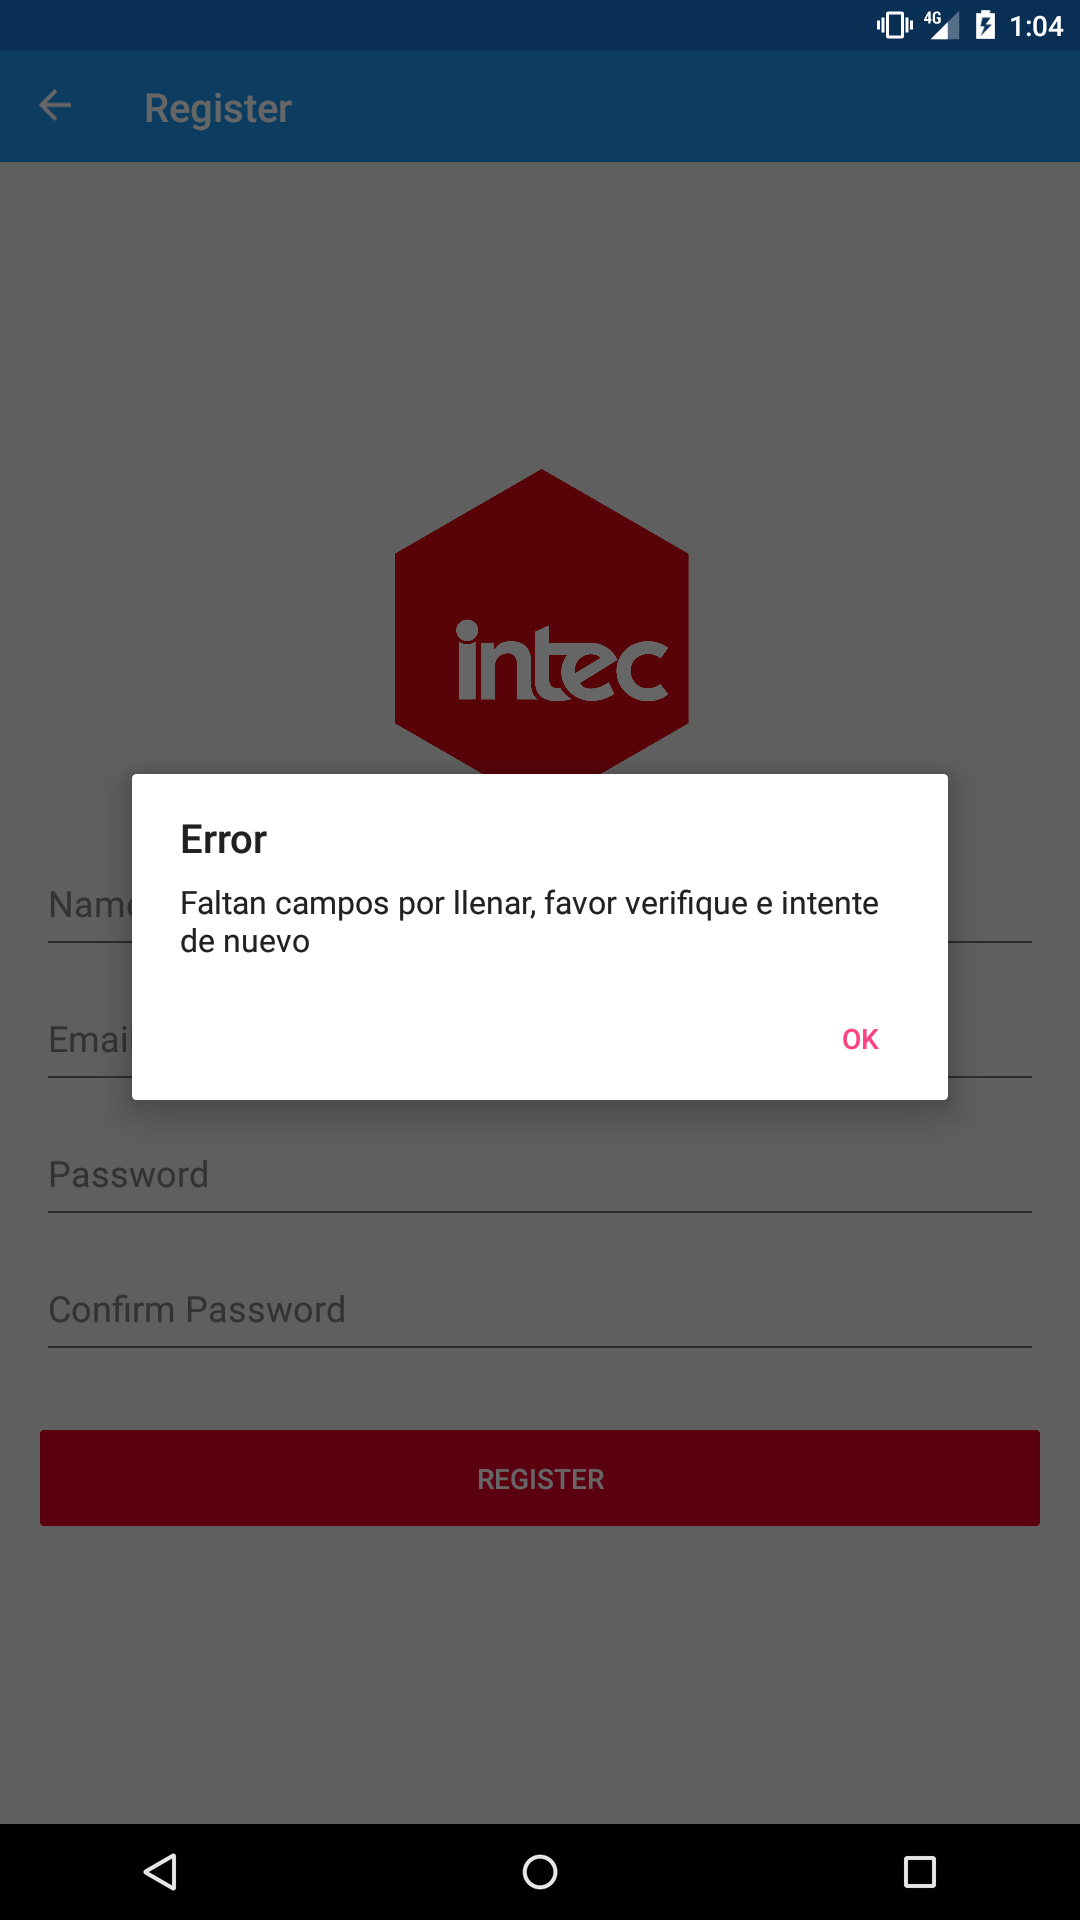 4G 1:04
Register
intec
Error
Faltan campos por llenar, favor verifique e intente
de nuevo
OK
Name
Emai
Password
Confirm Password
REGISTER